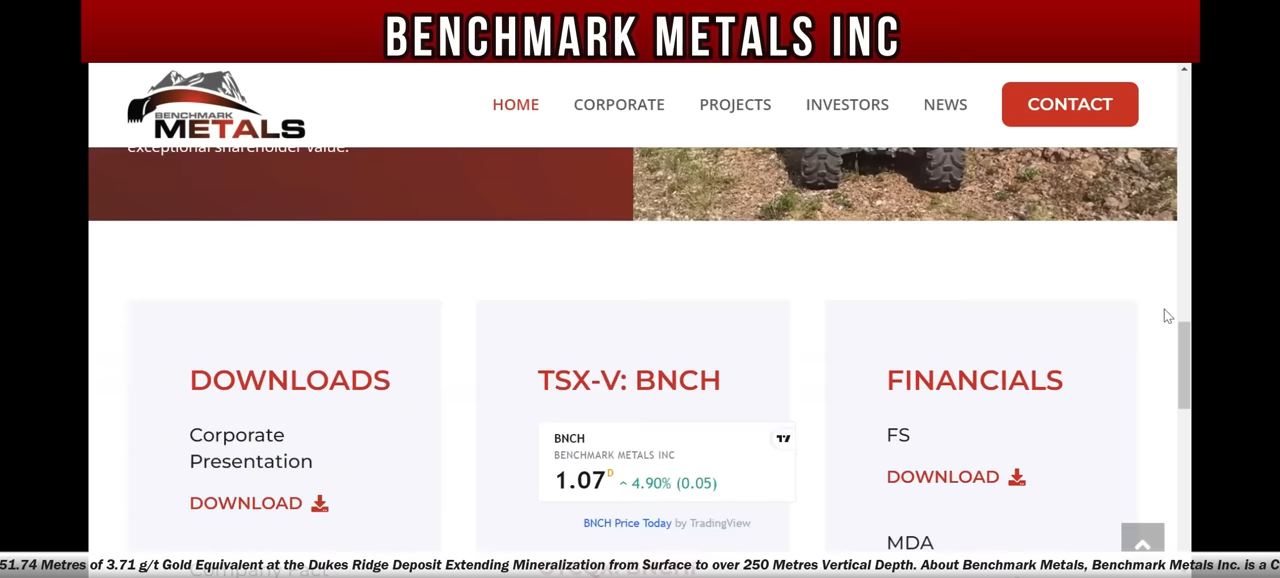 BENCHMARK METALS INC
BENCHMARK
METALS
HOME CORPORATE PROJECTS INVESTORS NEWS CONTACT
exceptional shareholder value.
DOWNLOADS
Corporate
Presentation
DOWNLOAD
TSX-V: BNCH
BNCH
BENCHMARK METALS INC
1.07 D 4.90% (0.05)
BNCH Price Today by TradingView
FINANCIALS
FS
DOWNLOAD
MDA
51.74 Metres of 3.71 g/t Gold Equivalent at the Dukes Ridge Deposit Extending Mineralization from Surface to over 250 Metres Vertical Depth. About Benchmark Metals, Benchmark Metals Inc. is a C